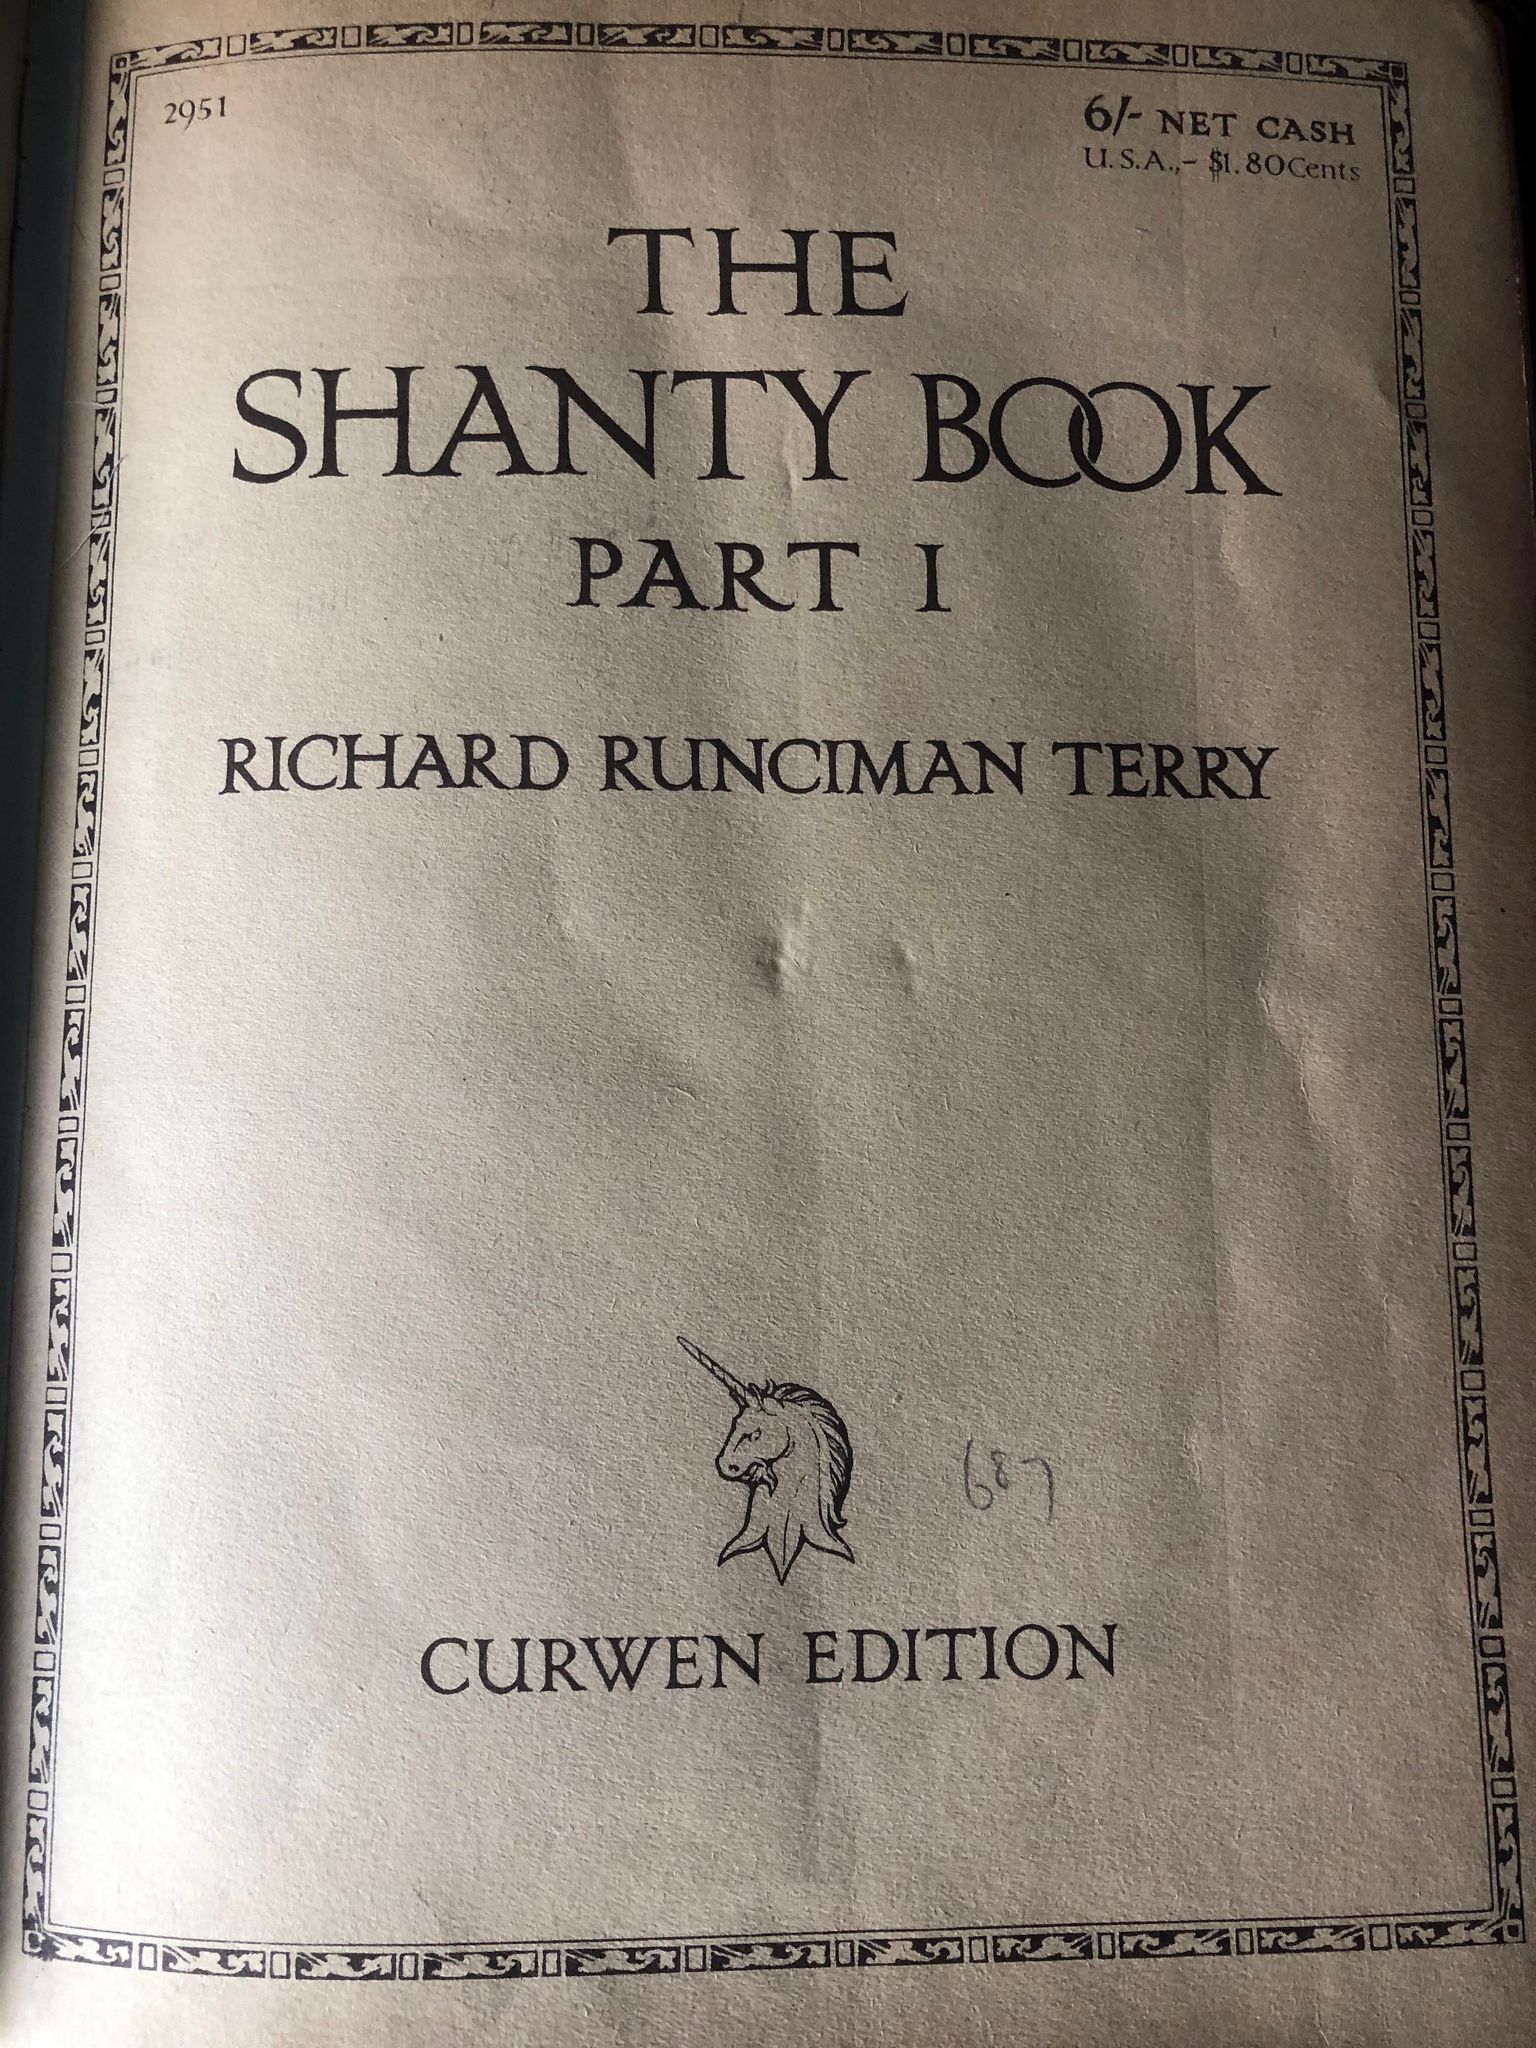 2951
6/- NET CASH
U.S.A.,- $1.80Cents
THE
SHANTY BOOK
PART I
RICHARD RUNCIMAN TERRY
687
CURWEN EDITION